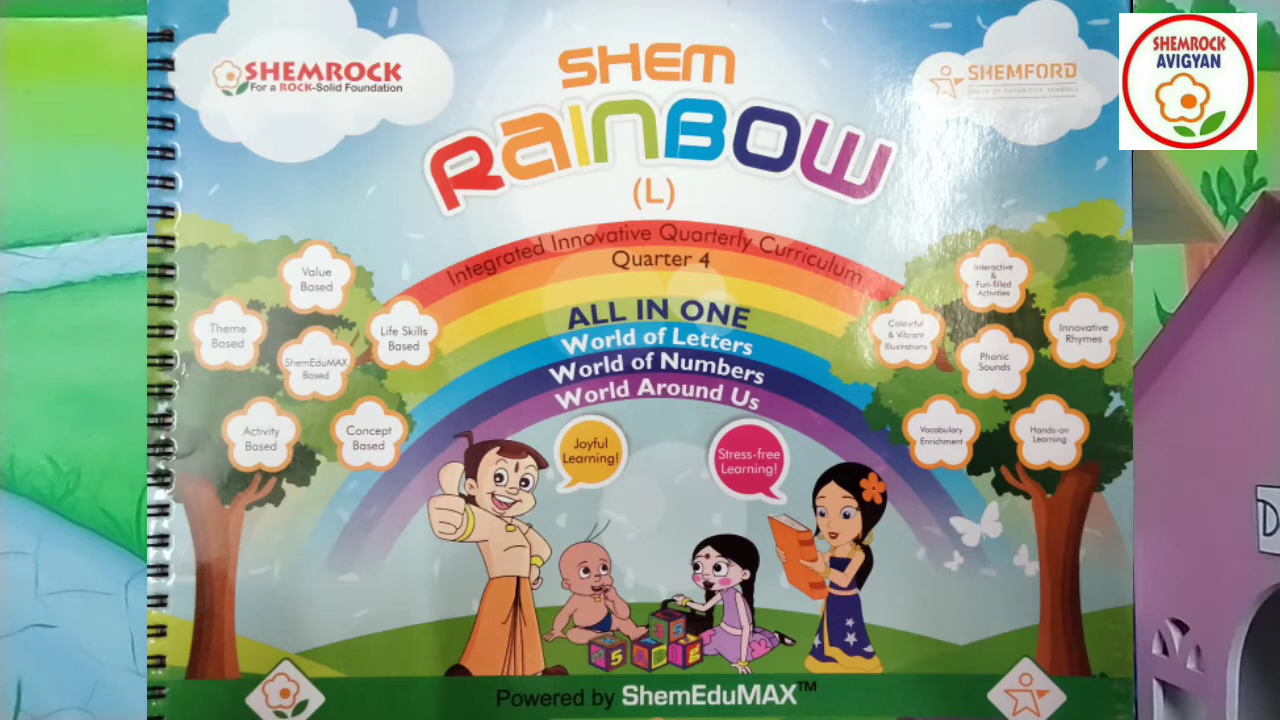 SHEMROCK
For a ROCK-Solid Foundation
SHEM
RAINBOW
(L)
SHEMFORD
SHEMROCK
AVIGYAN
Integrated Innovative Quarterly Curriculum
Quarter 4
ALL IN ONE
World of Letters
World of Numbers
World Around Us
Value
Based
Theme
Based
Life Skills
Based
ShemEduMAX
Based
Activity
Based
Concept
Based
Interactive
&
Fun-filled
Activities
Colourful
& Vibrant
Illustrations
Innovative
Rhymes
Phonic
Sounds
Vocabulary
Enrichment
Hands-on
Learning
Joyful
Learning!
Stress-free
Learning!
5
5
D
Powered by ShemEduMAX™